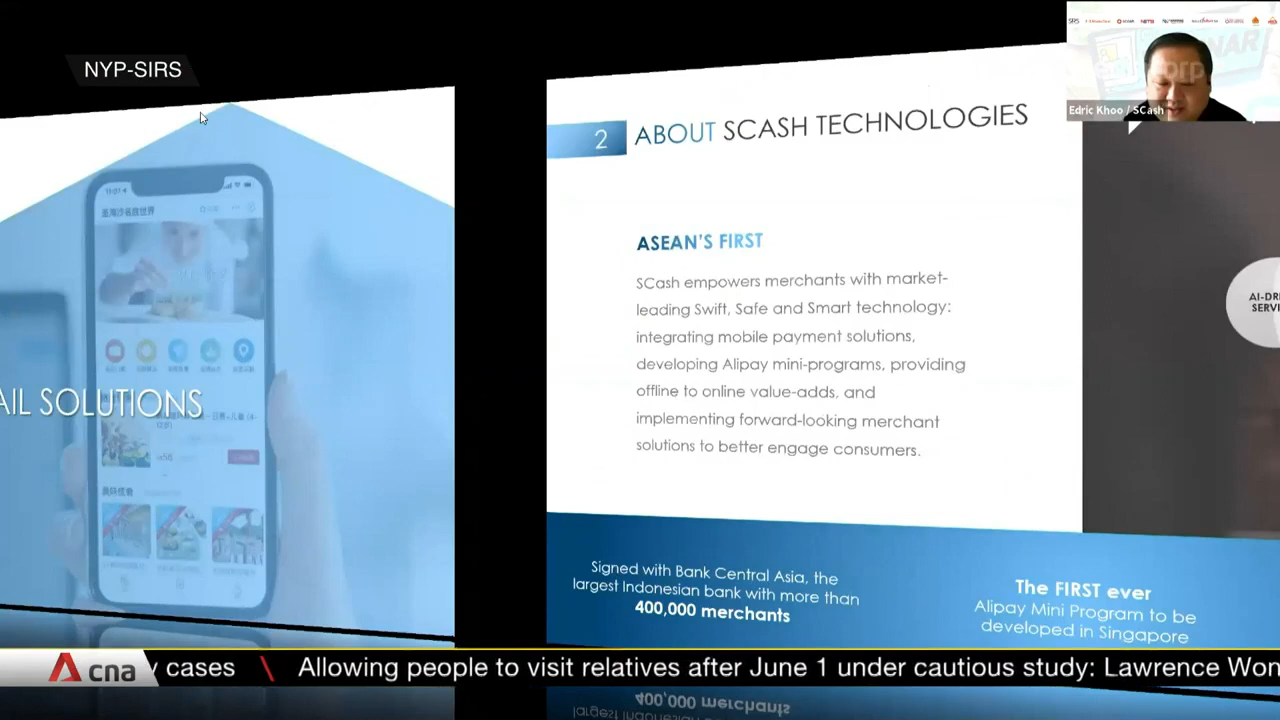 NYP-SIRS
Edric Khoo / SCash
2
ABOUT SCASH TECHNOLOGIES
ASEAN'S FIRST
SCash empowers merchants with market-
leading Swift, Safe and Smart technology:
integrating mobile payment solutions,
developing Alipay mini-programs, providing
offline to online value-adds, and
implementing forward-looking merchant
solutions to better engage consumers.
AIL SOLUTIONS
Signed with Bank Central Asia, the
largest Indonesian bank with more than
400,000 merchants
The FIRST ever
Alipay Mini Program to be
developed in Singapore
cna
y cases \ Allowing people to visit relatives after June 1 under cautious study: Lawrence Won